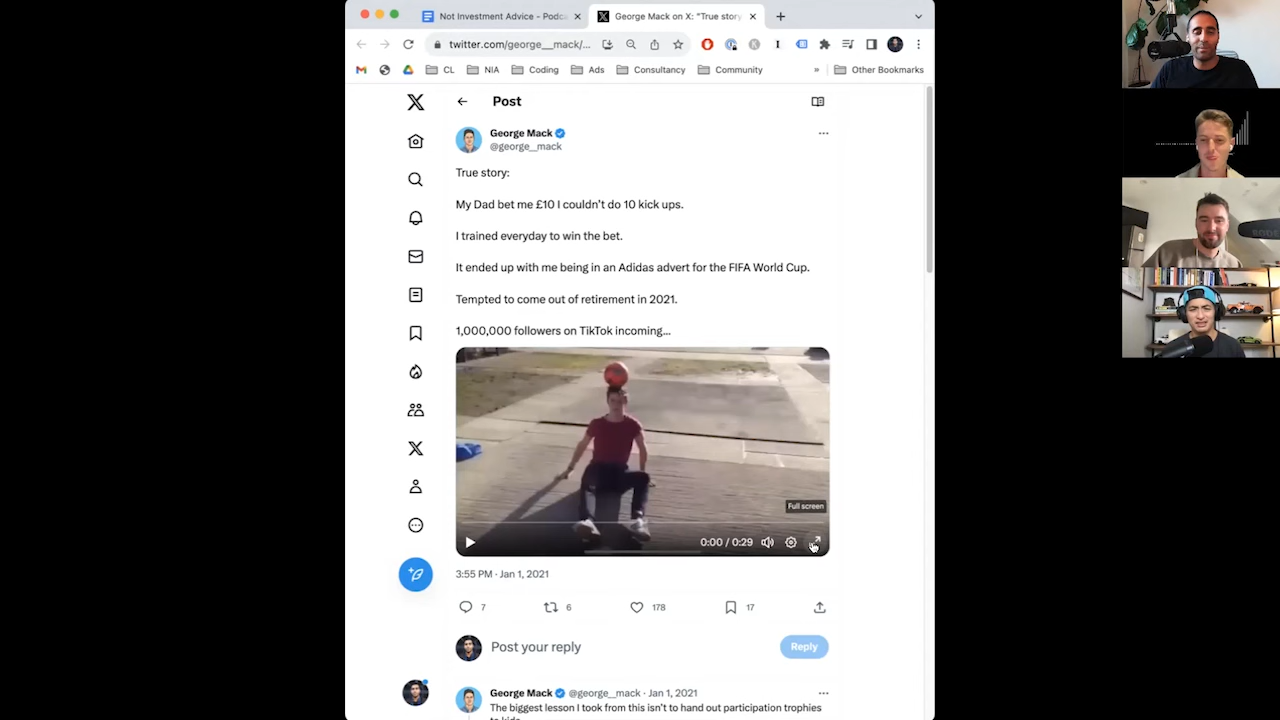 Not Investment Advice - Podc
George Mack on X: "True story
twitter.com/george__mack/...
CL
NIA
Coding
Ads
Consultancy
Community
»
Other Bookmarks
Post
George Mack
@george__mack
True story:
My Dad bet me £10 I couldn't do 10 kick ups.
I trained everyday to win the bet.
It ended up with me being in an Adidas advert for the FIFA World Cup.
Tempted to come out of retirement in 2021.
1,000,000 followers on TikTok incoming...
Full screen
0:00 / 0:29
3:55 PM · Jan 1, 2021
7
6
178
17
Post your reply
Reply
George Mack @george__mack · Jan 1, 2021
The biggest lesson I took from this isn't to hand out participation trophies
to kids